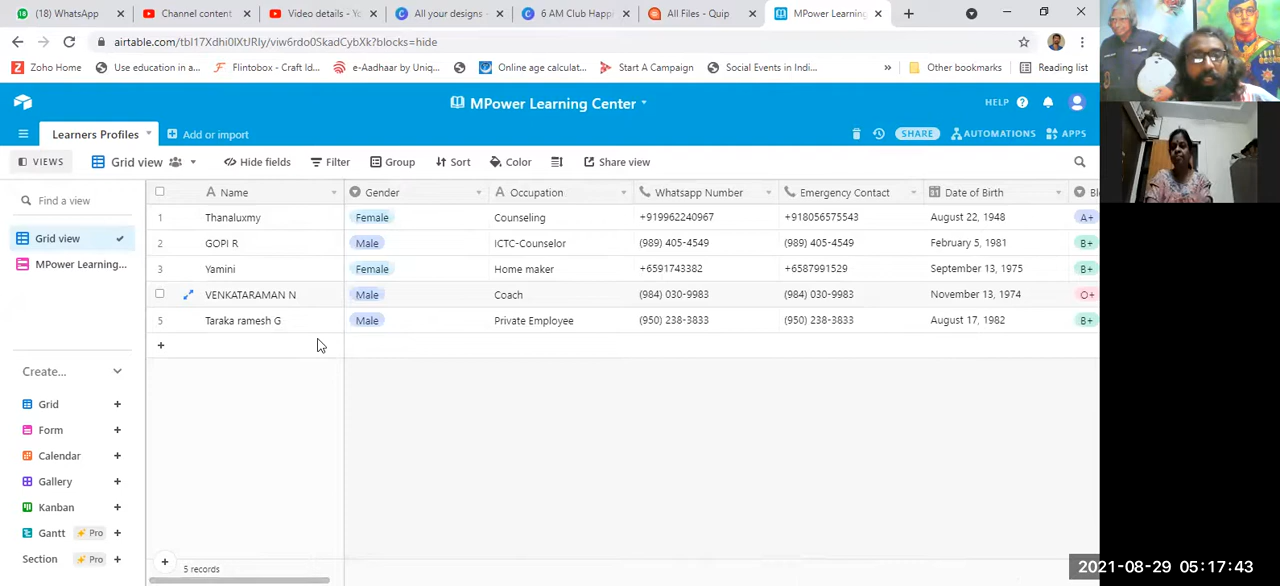 (18) WhatsApp
Channel content
Video details - Yo
All your designs -
6 AM Club Happi
All Files - Quip
MPower Learning
airtable.com/tbl17Xdhi0IXtJRIy/viw6rdo0SkadCybXk?blocks=hide
Zoho Home
Use education in a...
Flintobox - Craft Id...
e-Aadhaar by Uniq...
Online age calculat...
Start A Campaign
Social Events in Indi...
»
Other bookmarks
Reading list
MPower Learning Center
HELP
Learners Profiles
Add or import
SHARE
AUTOMATIONS
APPS
VIEWS
Grid view
Hide fields
Filter
Group
Sort
Color
Share view
Find a view
Grid view
MPower Learning...
Create...
Grid
Form
Calendar
Gallery
Kanban
Gantt Pro
Section Pro
Name Gender Occupation Whatsapp Number Emergency Contact Date of Birth Bl
1 Thanaluxmy Female Counseling +919962240967 +918056575543 August 22, 1948 A+
2 GOPI R Male ICTC-Counselor (989) 405-4549 (989) 405-4549 February 5, 1981 B+
3 Yamini Female Home maker +6591743382 +6587991529 September 13, 1975 B+
VENKATARAMAN N Male Coach (984) 030-9983 (984) 030-9983 November 13, 1974 O+
5 Taraka ramesh G Male Private Employee (950) 238-3833 (950) 238-3833 August 17, 1982 B+
5 records
2021-08-29 05:17:43